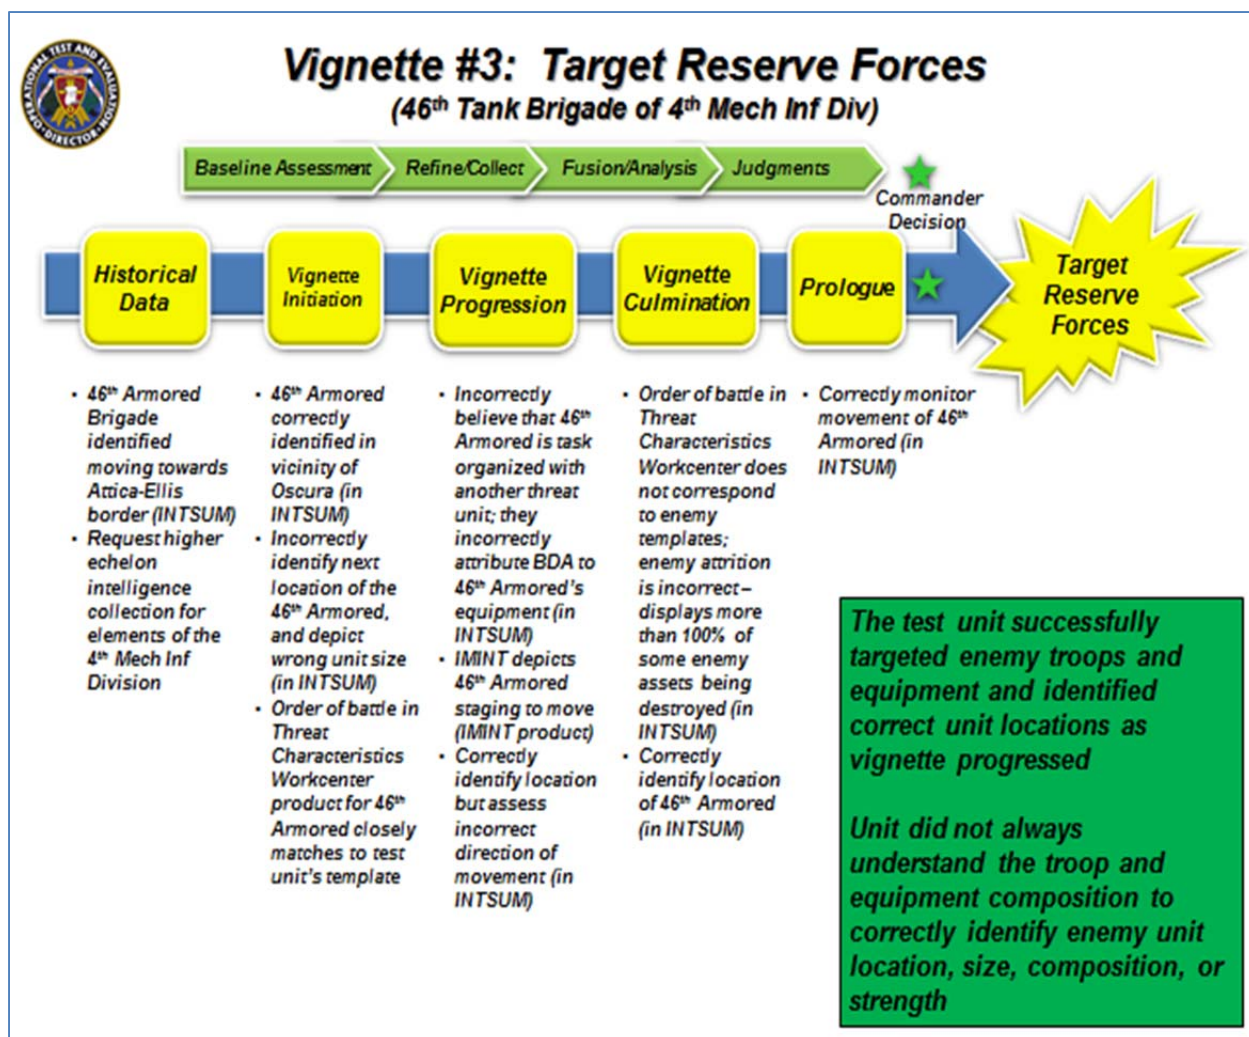 OPERATIONAL TEST AND EVALUATION
DIRECTOR
Vignette #3: Target Reserve Forces
(46th Tank Brigade of 4th Mech Inf Div)
Baseline Assessment
Refine/Collect
Fusion/Analysis
Judgments
Commander
Decision
Historical
Data
Vignette
Initiation
Vignette
Progression
Vignette
Culmination
Prologue
Target
Reserve
Forces
• 46th Armored
Brigade
identified
moving towards
Attica-Ellis
border (INTSUM)
• Request higher
echelon
intelligence
collection for
elements of the
4th Mech Inf
Division
• 46th Armored
correctly
identified in
vicinity of
Oscura (in
INTSUM)
• Incorrectly
identify next
location of the
46th Armored,
and depict
wrong unit size
(in INTSUM)
• Order of battle in
Threat
Characteristics
Workcenter
product for 46th
Armored closely
matches to test
unit's template
• Incorrectly
believe that 46th
Armored is task
organized with
another threat
unit; they
incorrectly
attribute BDA to
46th Armored's
equipment (in
INTSUM)
• IMINT depicts
46th Armored
staging to move
(IMINT product)
• Correctly
identify location
but assess
incorrect
direction of
movement (in
INTSUM)
• Order of battle in
Threat
Characteristics
Workcenter does
not correspond
to enemy
templates;
enemy attrition
is incorrect –
displays more
than 100% of
some enemy
assets being
destroyed (in
INTSUM)
• Correctly
identify location
of 46th Armored
(in INTSUM)
• Correctly monitor
movement of 46th
Armored (in
INTSUM)
The test unit successfully
targeted enemy troops and
equipment and identified
correct unit locations as
vignette progressed
Unit did not always
understand the troop and
equipment composition to
correctly identify enemy unit
location, size, composition, or
strength